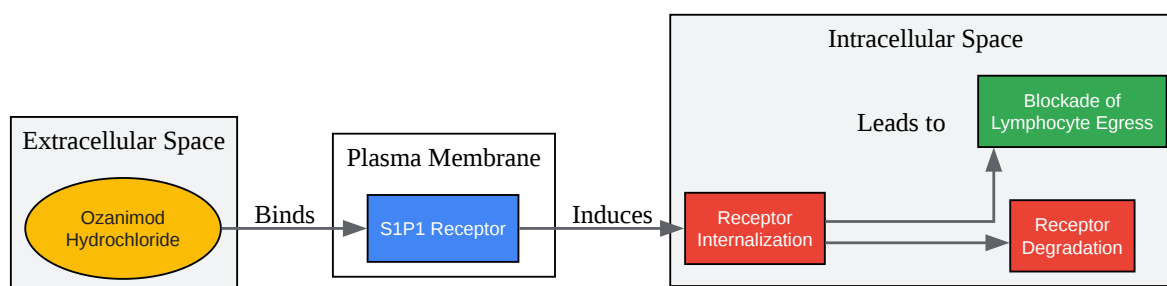 Intracellular Space
Blockade of
Lymphocyte Egress
Leads to
Extracellular Space
Plasma Membrane
Ozanimod
Hydrochloride
Binds
S1P1 Receptor
Induces
Receptor
Internalization
Receptor
Degradation